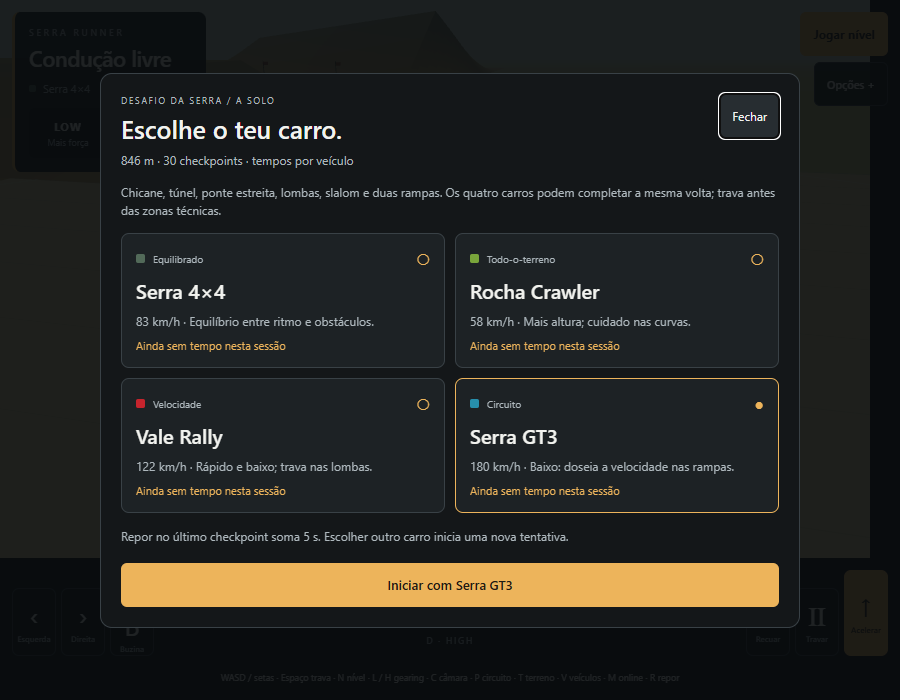 SERRA RUNNER
Condução livre
Serra 4×4
LOW
Mais força
Jogar nível
Opções +
DESAFIO DA SERRA / A SOLO
Escolhe o teu carro.
846 m · 30 checkpoints · tempos por veículo
Fechar
Chicane, túnel, ponte estreita, lombas, slalom e duas rampas. Os quatro carros podem completar a mesma volta; trava antes
das zonas técnicas.
Equilibrado
Serra 4×4
83 km/h · Equilíbrio entre ritmo e obstáculos.
Ainda sem tempo nesta sessão
Todo-o-terreno
Rocha Crawler
58 km/h · Mais altura; cuidado nas curvas.
Ainda sem tempo nesta sessão
Velocidade
Vale Rally
122 km/h · Rápido e baixo; trava nas lombas.
Ainda sem tempo nesta sessão
Circuito
Serra GT3
180 km/h · Baixo: doseia a velocidade nas rampas.
Ainda sem tempo nesta sessão
Repor no último checkpoint soma 5 s. Escolher outro carro inicia uma nova tentativa.
Iniciar com Serra GT3
Esquerda
Direita
Buzina
D · HIGH
Travar
WASD / setas · Espaço trava · N nível · L / H gearing · C câmara · P circuito · T terreno · V veículos · M online · R repor